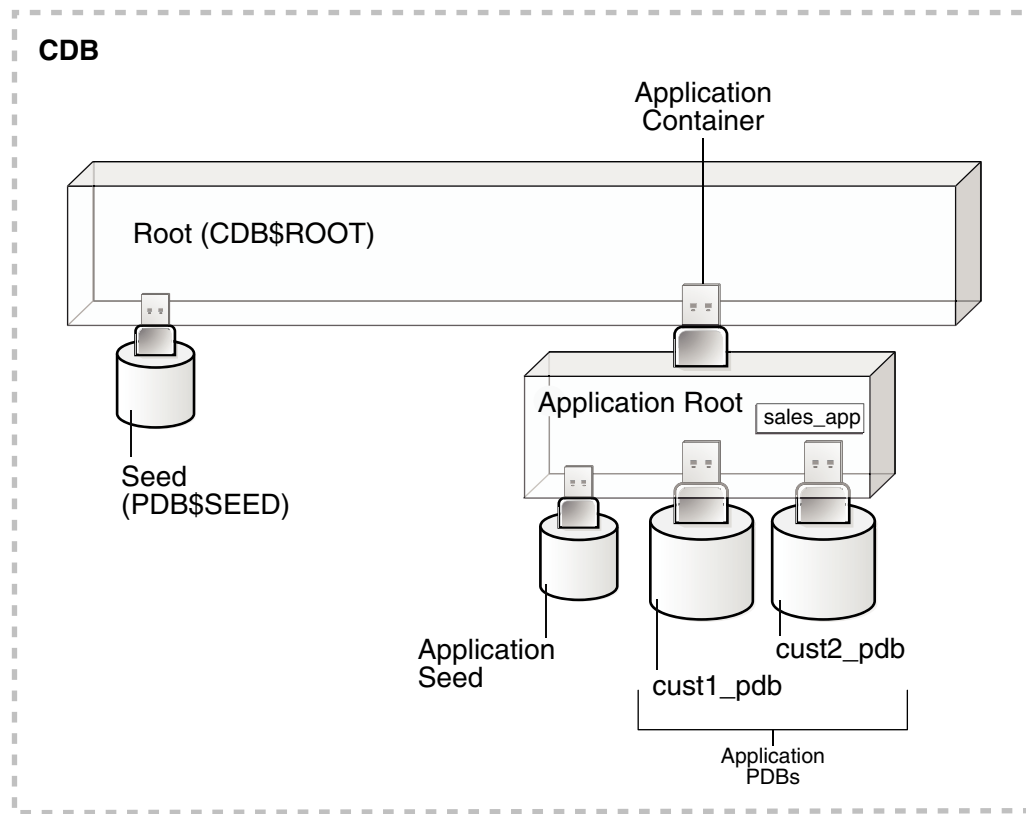 CDB
Application
Container
Root (CDB$ROOT)
Application Root
sales_app
Seed
(PDB$SEED)
Application
Seed
cust1_pdb
cust2_pdb
Application
PDBs